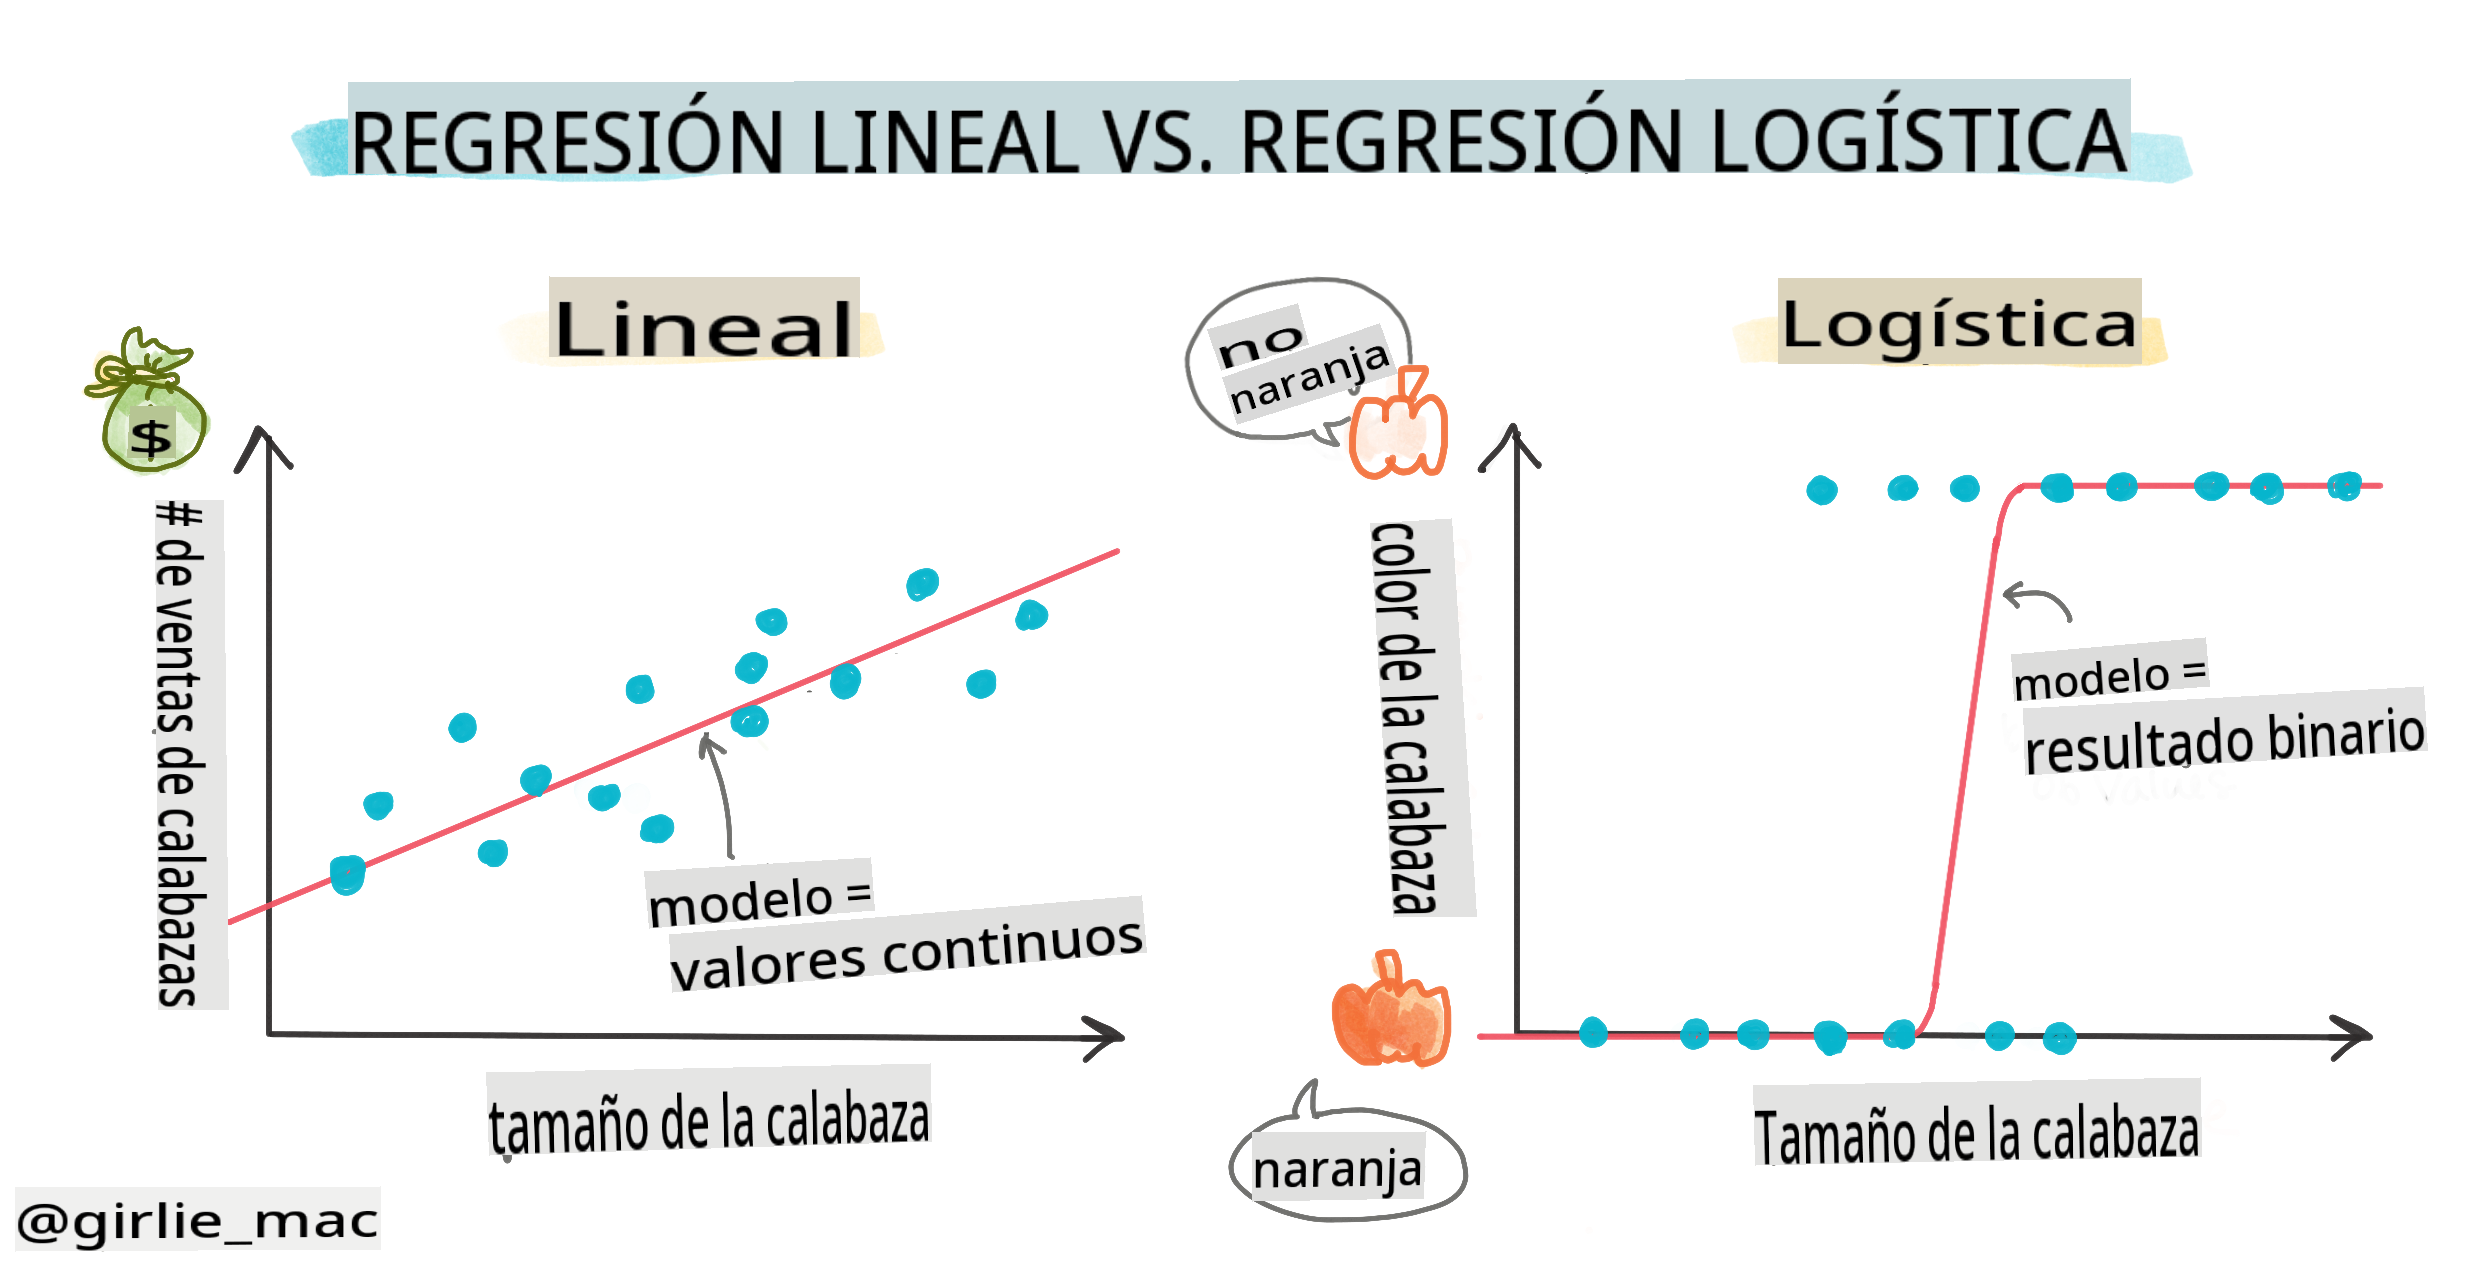 REGRESIÓN LINEAL VS. REGRESIÓN LOGÍSTICA
Lineal
$
# de ventas de calabazas
modelo =
valores continuos
tamaño de la calabaza
@girlie_mac
Logística
no
naranja
color de la calabaza
modelo =
resultado binario
naranja
Tamaño de la calabaza